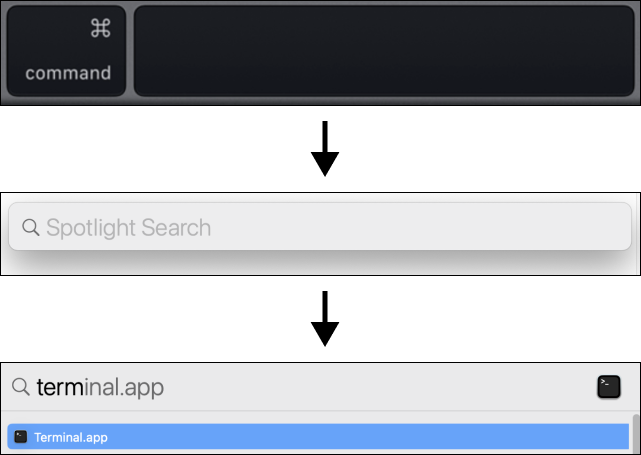 ⌘
command
Spotlight Search
terminal.app
Terminal.app